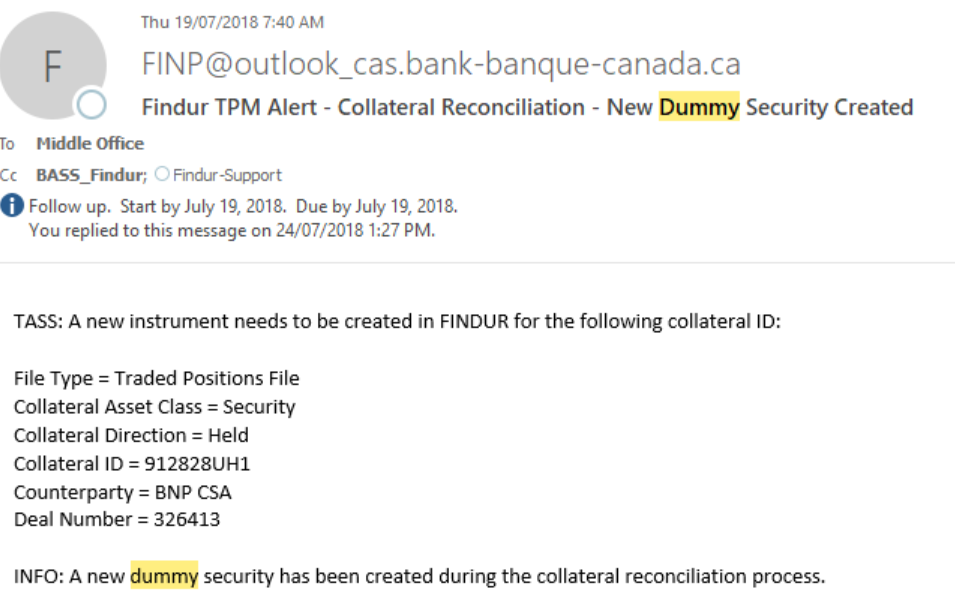 Thu 19/07/2018 7:40 AM
F
FINP@outlook_cas.bank-banque-canada.ca
Findur TPM Alert - Collateral Reconciliation - New Dummy Security Created
To Middle Office
Cc BASS_Findur; Findur-Support
i Follow up. Start by July 19, 2018. Due by July 19, 2018.
You replied to this message on 24/07/2018 1:27 PM.
TASS: A new instrument needs to be created in FINDUR for the following collateral ID:
File Type = Traded Positions File
Collateral Asset Class = Security
Collateral Direction = Held
Collateral ID = 912828UH1
Counterparty = BNP CSA
Deal Number = 326413
INFO: A new dummy security has been created during the collateral reconciliation process.